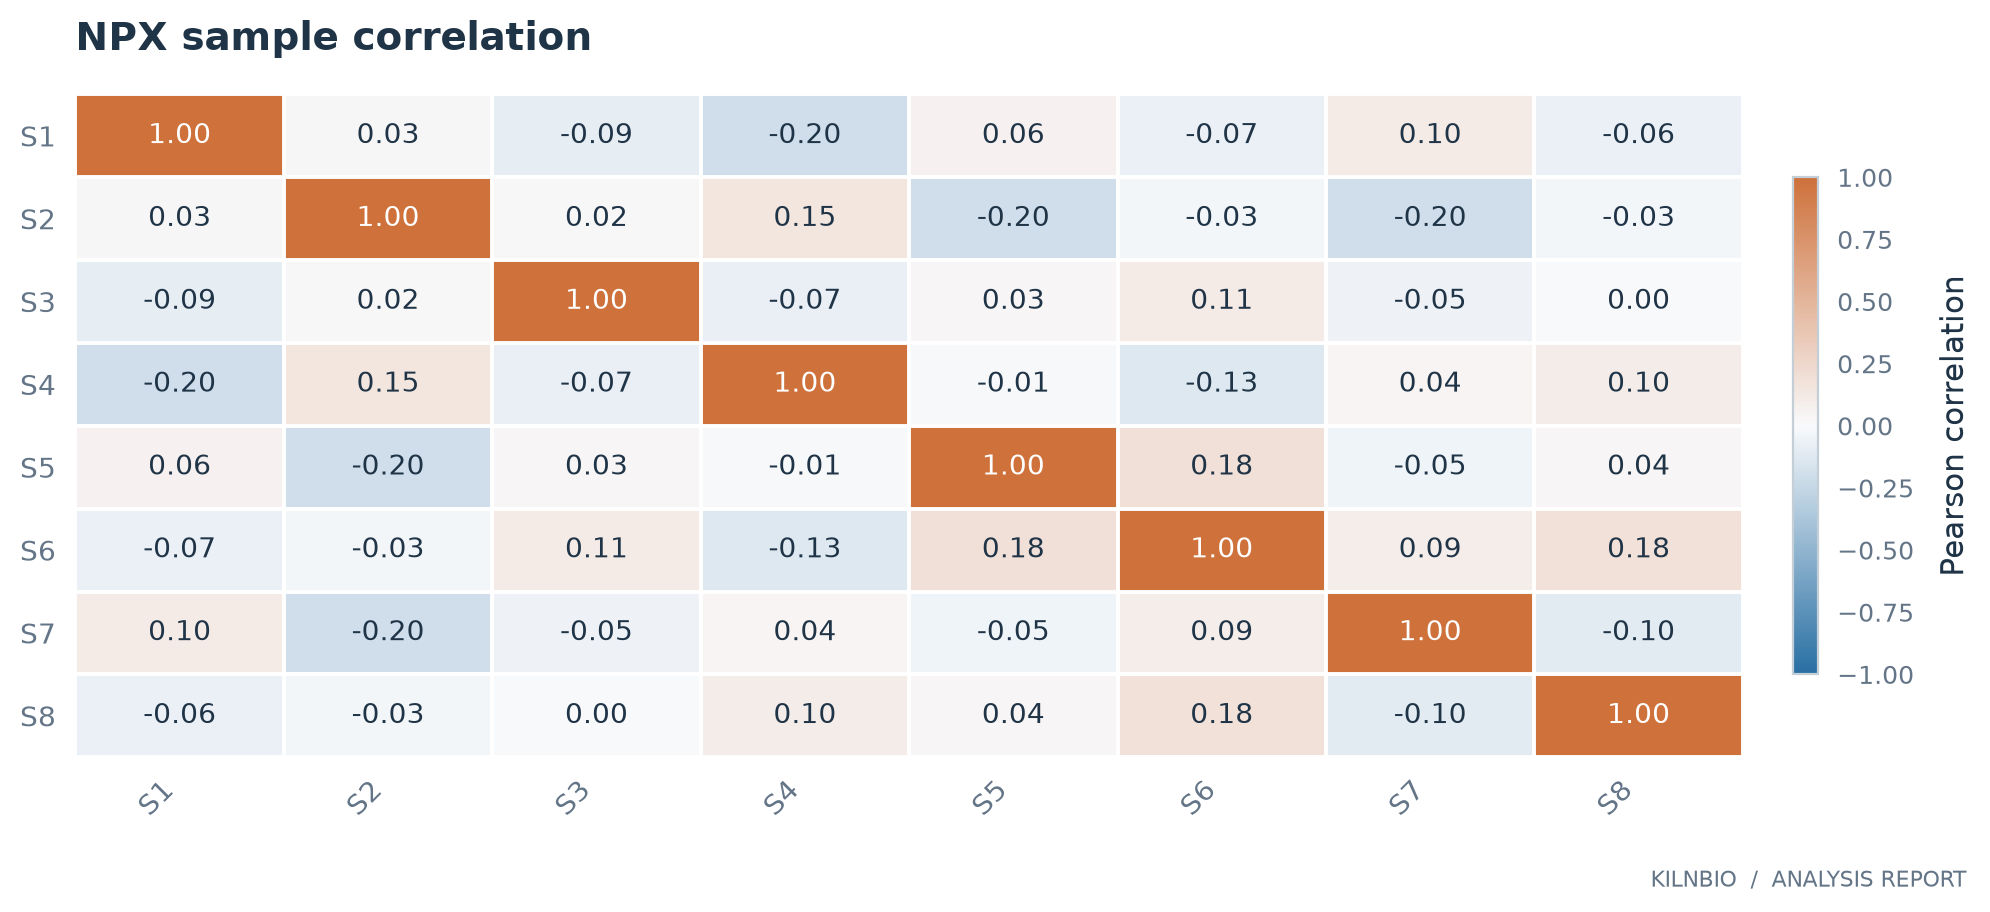 NPX sample correlation
S1 1.00 0.03 -0.09 -0.20 0.06 -0.07 0.10 -0.06
S2 0.03 1.00 0.02 0.15 -0.20 -0.03 -0.20 -0.03
S3 -0.09 0.02 1.00 -0.07 0.03 0.11 -0.05 0.00
S4 -0.20 0.15 -0.07 1.00 -0.01 -0.13 0.04 0.10
S5 0.06 -0.20 0.03 -0.01 1.00 0.18 -0.05 0.04
S6 -0.07 -0.03 0.11 -0.13 0.18 1.00 0.09 0.18
S7 0.10 -0.20 -0.05 0.04 -0.05 0.09 1.00 -0.10
S8 -0.06 -0.03 0.00 0.10 0.04 0.18 -0.10 1.00
S1 S2 S3 S4 S5 S6 S7 S8
1.00
0.75
0.50
0.25
0.00
−0.25
−0.50
−0.75
−1.00
Pearson correlation
KILNBIO / ANALYSIS REPORT